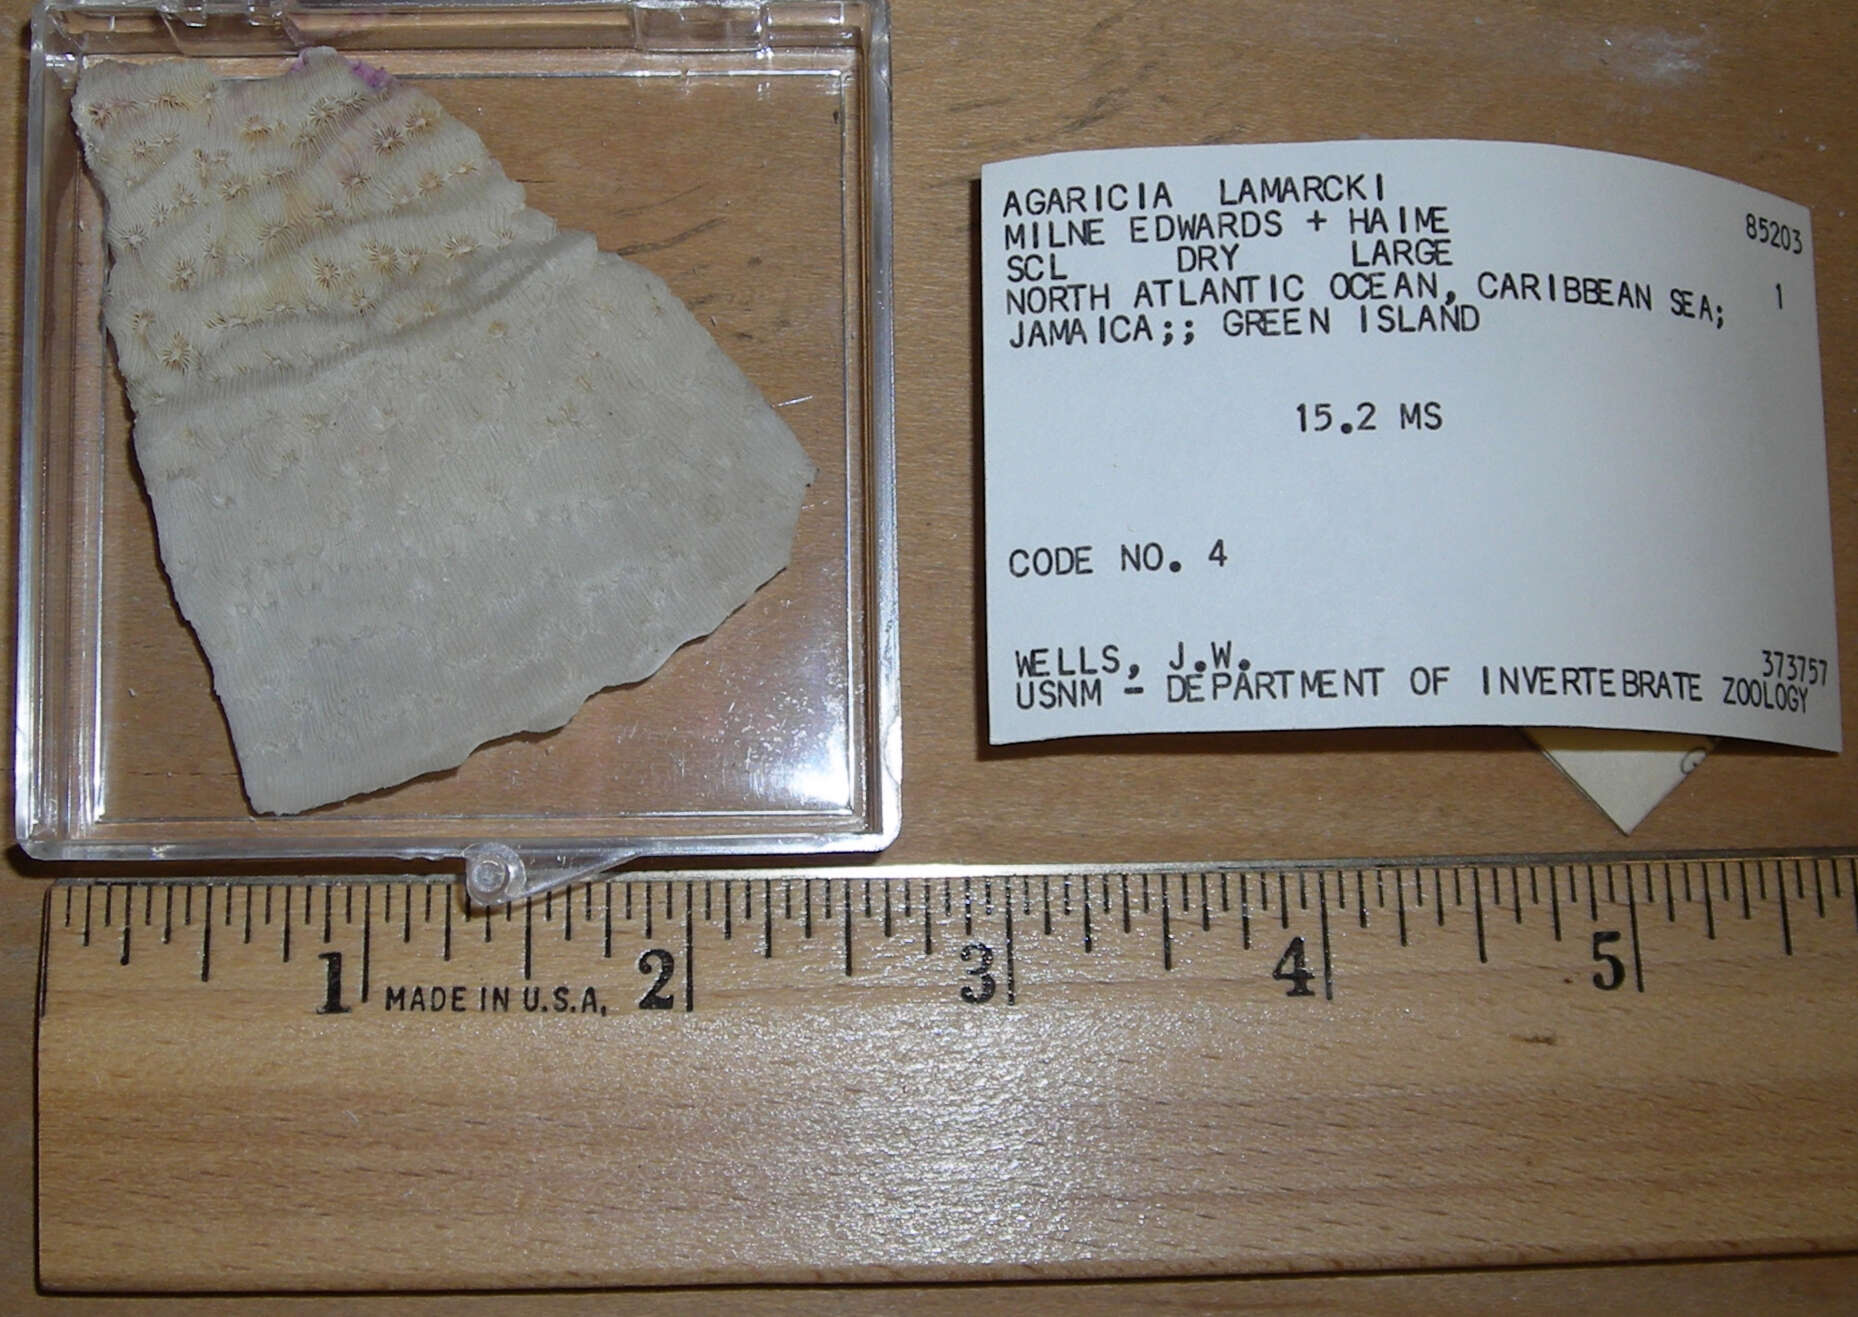 AGARICIA LAMARCKI
MILNE EDWARDS + HAIME 85203
SCL DRY LARGE
NORTH ATLANTIC OCEAN, CARIBBEAN SEA; 1
JAMAICA;; GREEN ISLAND
15.2 MS
CODE NO. 4
WELLS, J.W. 373757
USNM - DEPARTMENT OF INVERTEBRATE ZOOLOGY
1 2 3 4 5
MADE IN U.S.A.